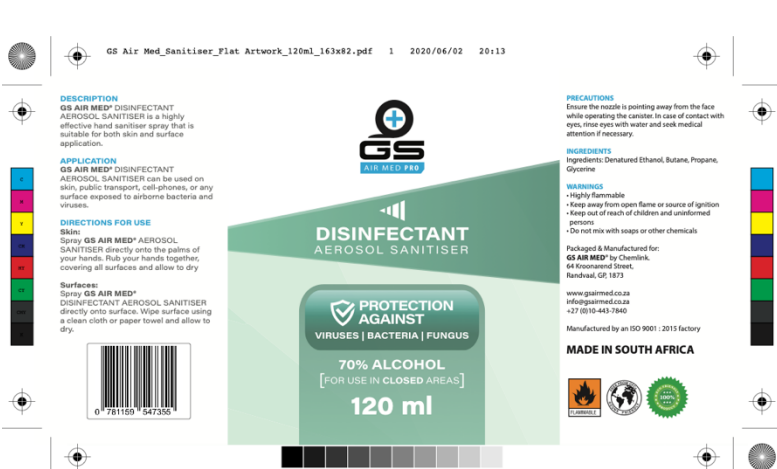 GS Air Med_Sanitiser_Flat Artwork_120ml_163x82.pdf 1 2020/06/02 20:13
DESCRIPTION
GS AIR MED® DISINFECTANT
AEROSOL SANITISER is a highly
effective hand sanitiser spray that is
suitable for both skin and surface
application.
APPLICATION
GS AIR MED® DISINFECTANT
AEROSOL SANITISER can be used on
skin, public transport, cell-phones, or any
surface exposed to airborne bacteria and
viruses.
DIRECTIONS FOR USE
Skin:
Spray GS AIR MED® AEROSOL
SANITISER directly onto the palms of
your hands. Rub your hands together,
covering all surfaces and allow to dry
Surfaces:
Spray GS AIR MED®
DISINFECTANT AEROSOL SANITISER
directly onto surface. Wipe surface using
a clean cloth or paper towel and allow to
dry.
0 781159 547355
GS
AIR MED PRO
DISINFECTANT
AEROSOL SANITISER
PROTECTION
AGAINST
VIRUSES | BACTERIA | FUNGUS
70% ALCOHOL
[FOR USE IN CLOSED AREAS]
120 ml
PRECAUTIONS
Ensure the nozzle is pointing away from the face
while operating the canister. In case of contact with
eyes, rinse eyes with water and seek medical
attention if necessary.
INGREDIENTS
Ingredients: Denatured Ethanol, Butane, Propane,
Glycerine
WARNINGS
• Highly flammable
• Keep away from open flame or source of ignition
• Keep out of reach of children and uninformed
persons
• Do not mix with soaps or other chemicals
Packaged & Manufactured for:
GS AIR MED® by Chemlink.
64 Kroonarend Street,
Randvaal, GP, 1873
www.gsairmed.co.za
info@gsairmed.co.za
+27 (0)10-443-7840
Manufactured by an ISO 9001 : 2015 factory
MADE IN SOUTH AFRICA
FLAMMABLE
100%